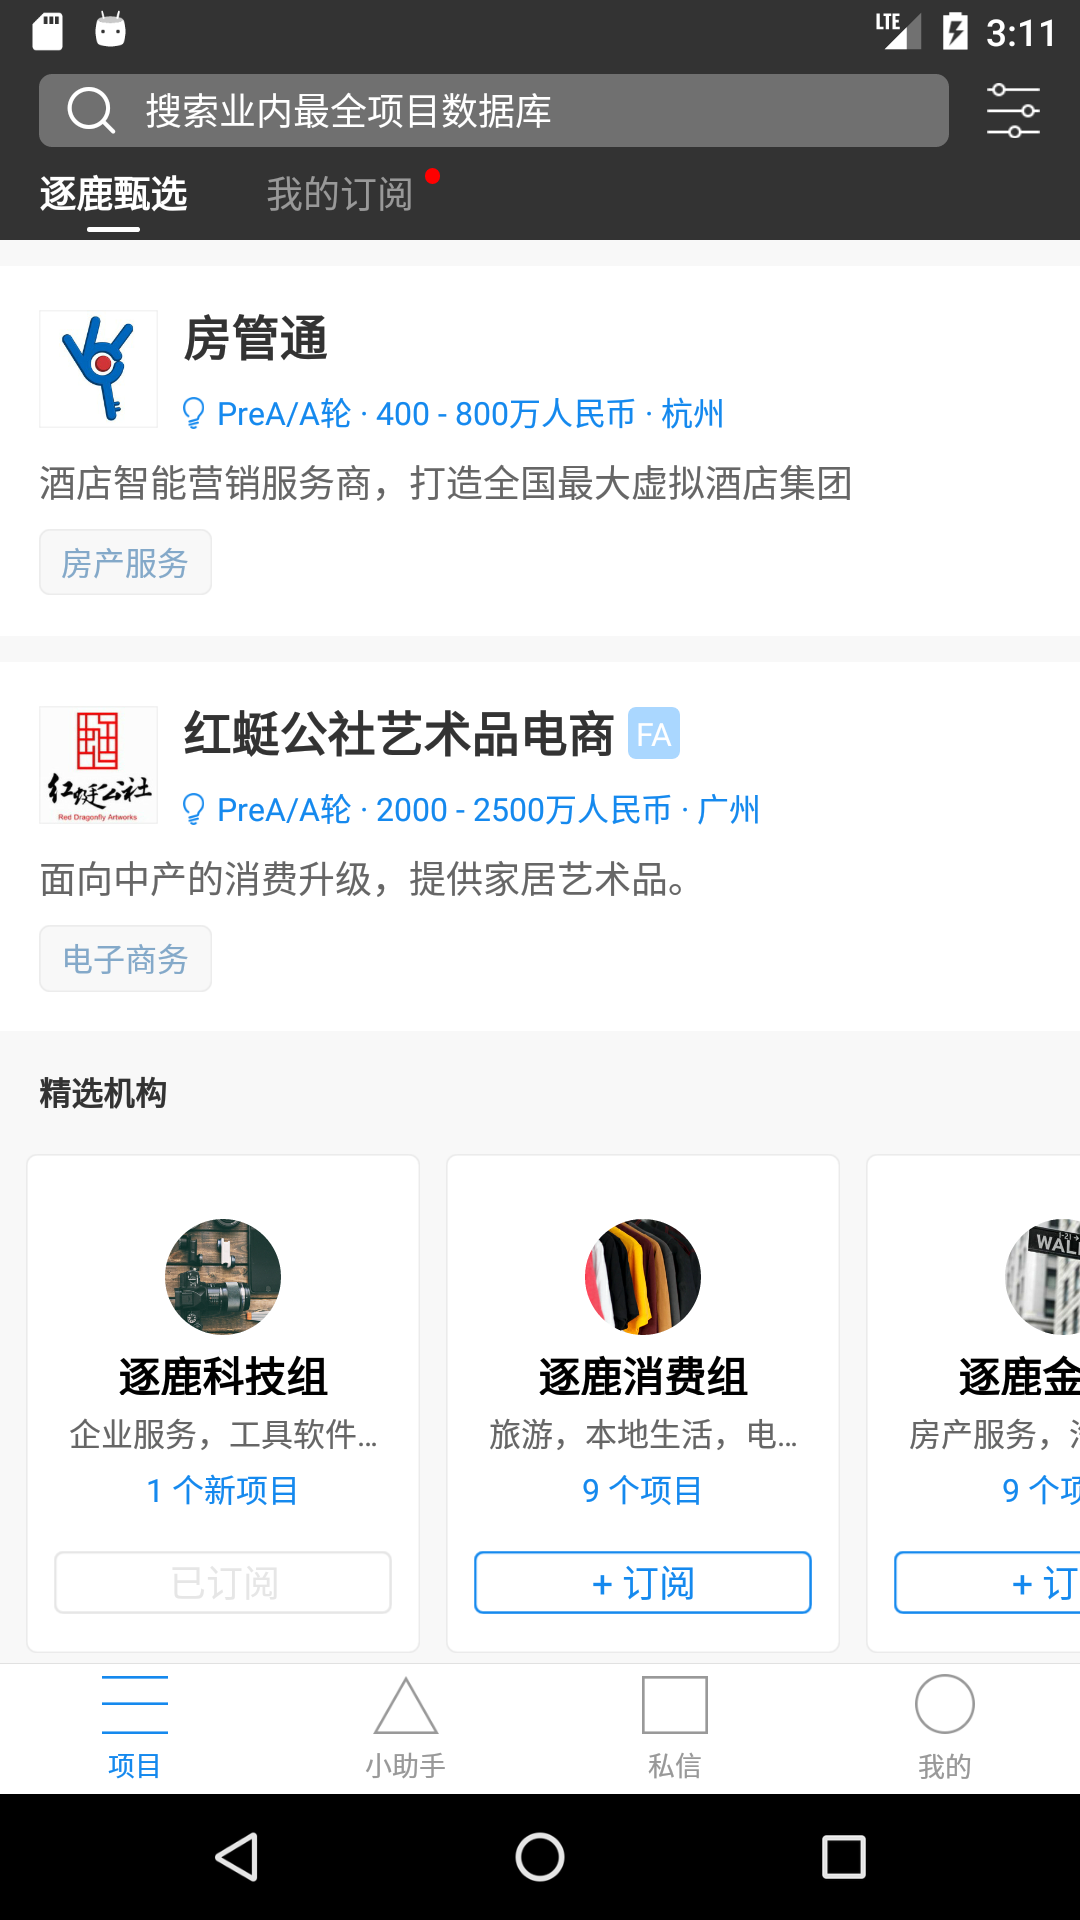 LTE 3:11
搜索业内最全项目数据库
逐鹿甄选 我的订阅
房管通
PreA/A轮 · 400 - 800万人民币 · 杭州
酒店智能营销服务商，打造全国最大虚拟酒店集团
房产服务
红蜓公社艺术品电商 FA
红蜓公社
Red Dragonfly Artworks
PreA/A轮 · 2000 - 2500万人民币 · 广州
面向中产的消费升级，提供家居艺术品。
电子商务
精选机构
逐鹿科技组 逐鹿消费组 逐鹿金
企业服务，工具软件... 旅游，本地生活，电... 房产服务，
1 个新项目 9 个项目 9 个项
已订阅 + 订阅 + 订
项目 小助手 私信 我的